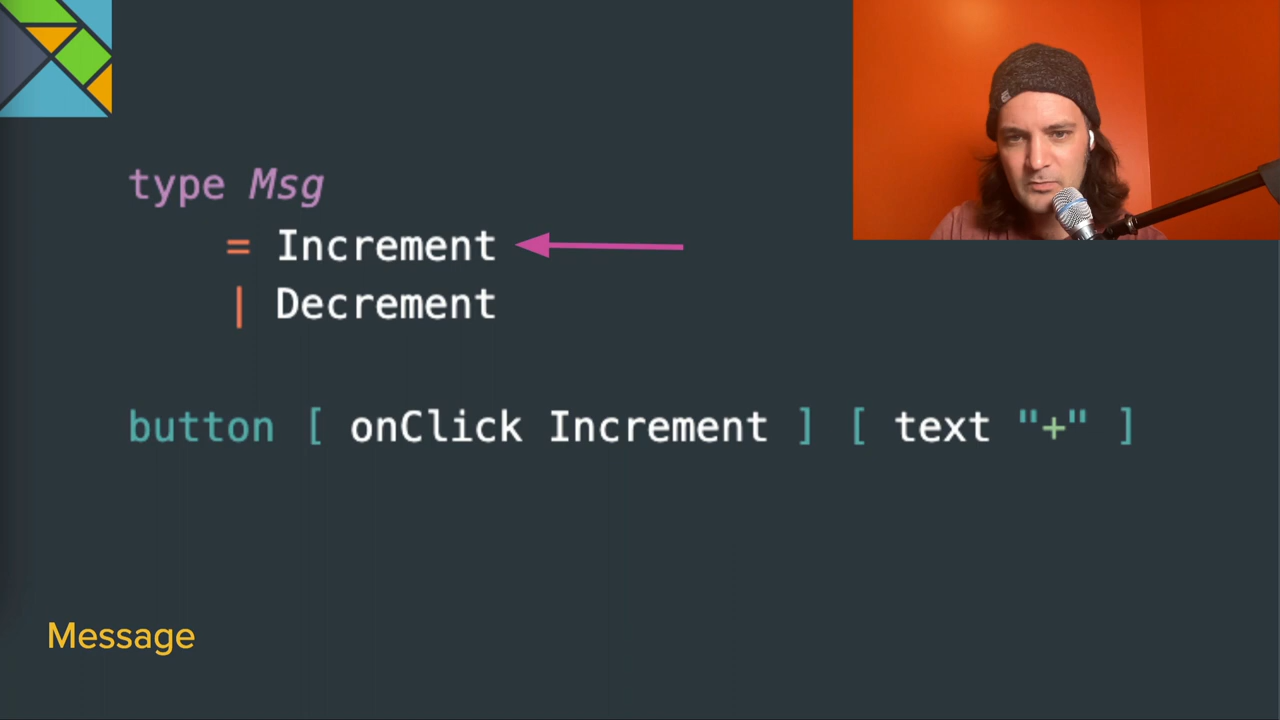 type Msg
= Increment
| Decrement
button [ onClick Increment ] [ text "+" ]
Message